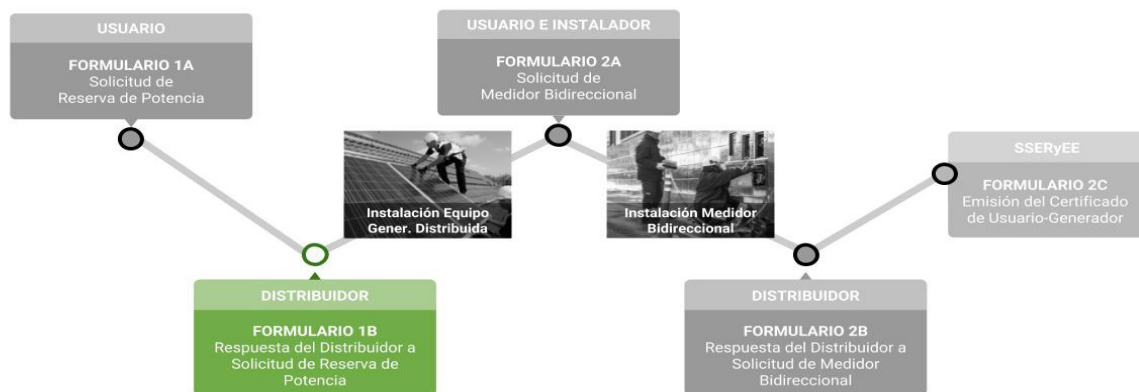 USUARIO
FORMULARIO 1A
Solicitud de
Reserva de Potencia
DISTRIBUIDOR
FORMULARIO 1B
Respuesta del Distribuidor a
Solicitud de Reserva de
Potencia
Instalación Equipo
Gener. Distribuida
USUARIO E INSTALADOR
FORMULARIO 2A
Solicitud de
Medidor Bidireccional
Instalación Medidor
Bidireccional
DISTRIBUIDOR
FORMULARIO 2B
Respuesta del Distribuidor a
Solicitud de Medidor
Bidireccional
SSERyEE
FORMULARIO 2C
Emisión del Certificado
de Usuario-Generador